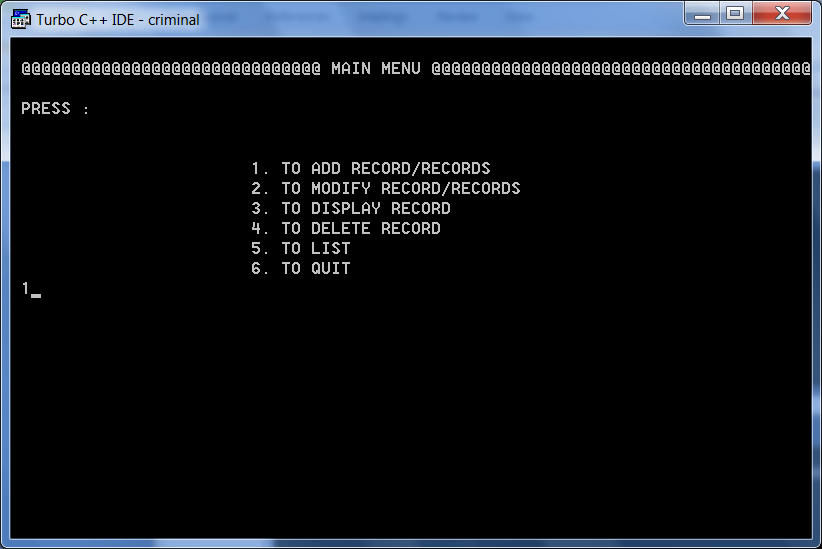 Turbo C++ IDE - criminal
@@@@@@@@@@@@@@@@@@@@@@@@@@@@@@ MAIN MENU @@@@@@@@@@@@@@@@@@@@@@@@@@@@@@@@@@@@@@
PRESS :
1. TO ADD RECORD/RECORDS
2. TO MODIFY RECORD/RECORDS
3. TO DISPLAY RECORD
4. TO DELETE RECORD
5. TO LIST
6. TO QUIT
1_